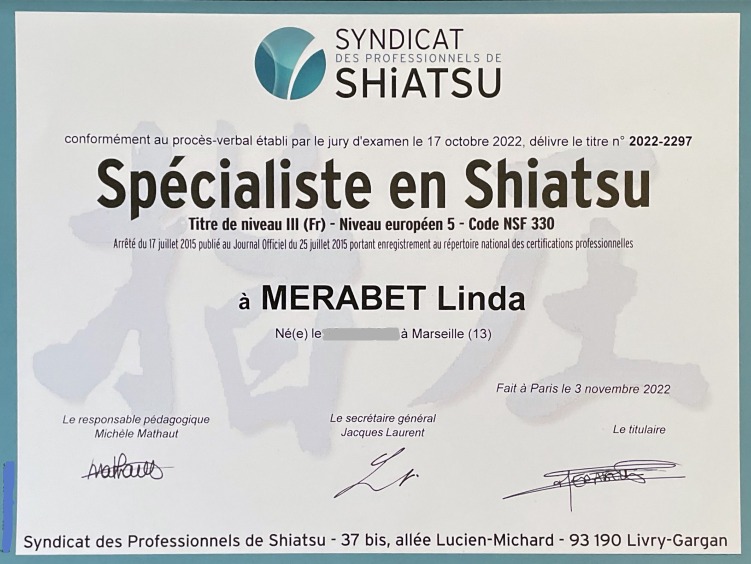 SYNDICAT
DES PROFESSIONNELS DE
SHiATSU
conformément au procès-verbal établi par le jury d'examen le 17 octobre 2022, délivre le titre n° 2022-2297
Spécialiste en Shiatsu
Titre de niveau III (Fr) - Niveau européen 5 - Code NSF 330
Arrêté du 17 juillet 2015 publié au Journal Officiel du 25 juillet 2015 portant enregistrement au répertoire national des certifications professionnelles
à MERABET Linda
Né(e) le à Marseille (13)
Fait à Paris le 3 novembre 2022
Le responsable pédagogique
Michèle Mathaut
Le secrétaire général
Jacques Laurent
Le titulaire
Syndicat des Professionnels de Shiatsu - 37 bis, allée Lucien-Michard - 93 190 Livry-Gargan